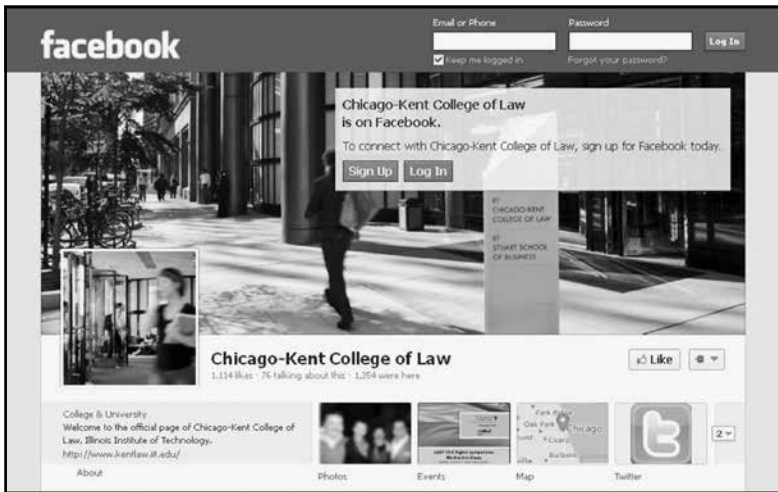 facebook
Email or Phone
Password
Log In
Keep me logged in
Forgot your password?
Chicago-Kent College of Law
is on Facebook.
To connect with Chicago-Kent College of Law, sign up for Facebook today.
Sign Up
Log In
IIT
CHICAGO-KENT
COLLEGE OF LAW
IIT
STUART SCHOOL
OF BUSINESS
Chicago-Kent College of Law
1,114 likes · 76 talking about this · 1,354 were here
Like
College & University
Welcome to the official page of Chicago-Kent College of
Law, Illinois Institute of Technology.
http://www.kentlaw.iit.edu/
About
Photos
Events
Oak Park
Chicago
Cicero
Map
Twitter
2